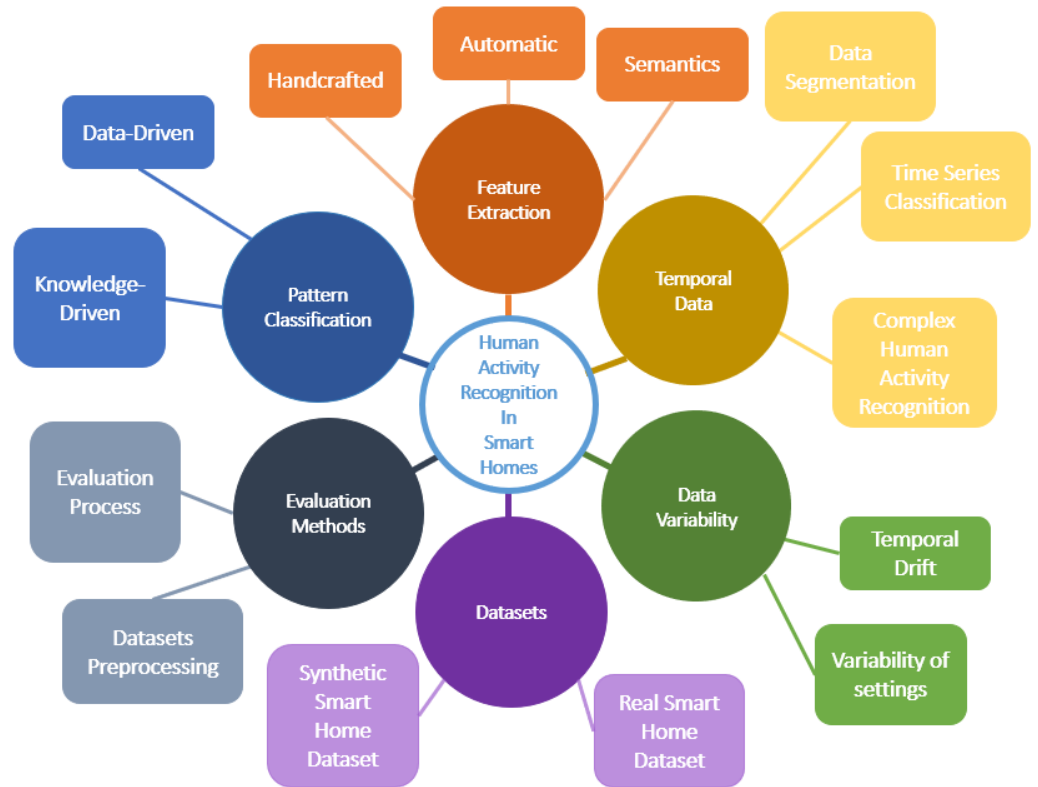 Automatic
Handcrafted
Semantics
Data
Segmentation
Data-Driven
Feature
Extraction
Time Series
Classification
Knowledge-
Driven
Pattern
Classification
Temporal
Data
Complex
Human
Activity
Recognition
Human
Activity
Recognition
In
Smart
Homes
Evaluation
Process
Evaluation
Methods
Data
Variability
Temporal
Drift
Datasets
Datasets
Preprocessing
Synthetic
Smart
Home
Dataset
Real Smart
Home
Dataset
Variability of
settings